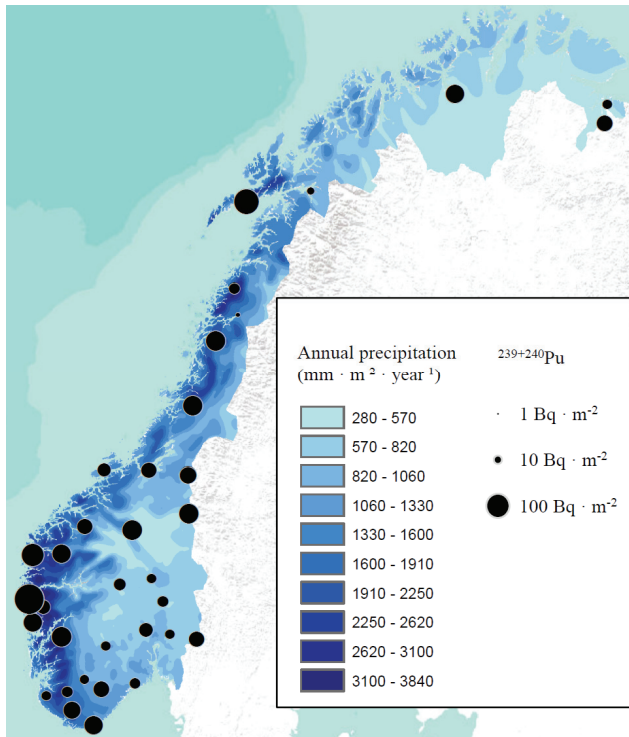 Annual precipitation
(mm · m ² · year ¹)
280 - 570
570 - 820
820 - 1060
1060 - 1330
1330 - 1600
1600 - 1910
1910 - 2250
2250 - 2620
2620 - 3100
3100 - 3840
²³⁹⁺²⁴⁰Pu
1 Bq · m⁻²
10 Bq · m⁻²
100 Bq · m⁻²